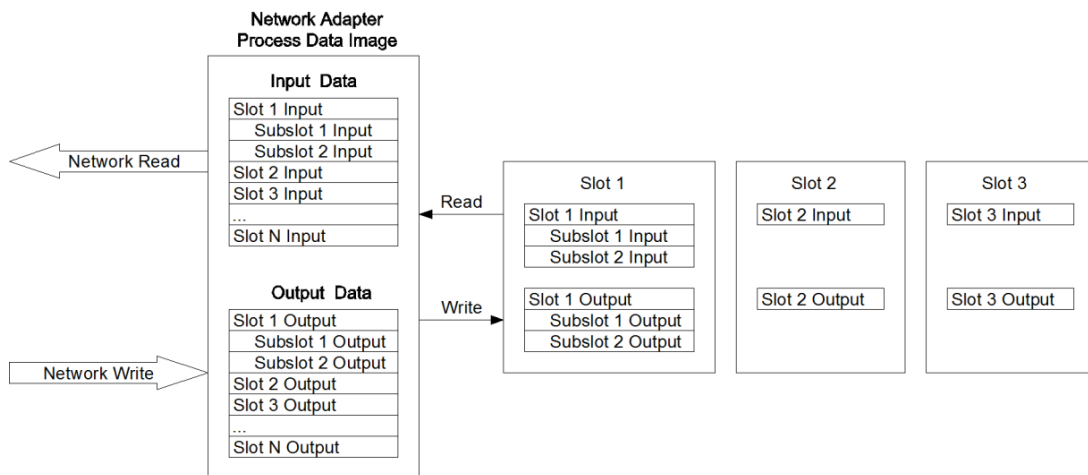 Network Adapter
Process Data Image
Input Data
Slot 1 Input
Subslot 1 Input
Subslot 2 Input
Slot 2 Input
Slot 3 Input
...
Slot N Input
Network Read
Output Data
Slot 1 Output
Subslot 1 Output
Subslot 2 Output
Slot 2 Output
Slot 3 Output
...
Slot N Output
Network Write
Read
Write
Slot 1
Slot 1 Input
Subslot 1 Input
Subslot 2 Input
Slot 1 Output
Subslot 1 Output
Subslot 2 Output
Slot 2
Slot 2 Input
Slot 2 Output
Slot 3
Slot 3 Input
Slot 3 Output